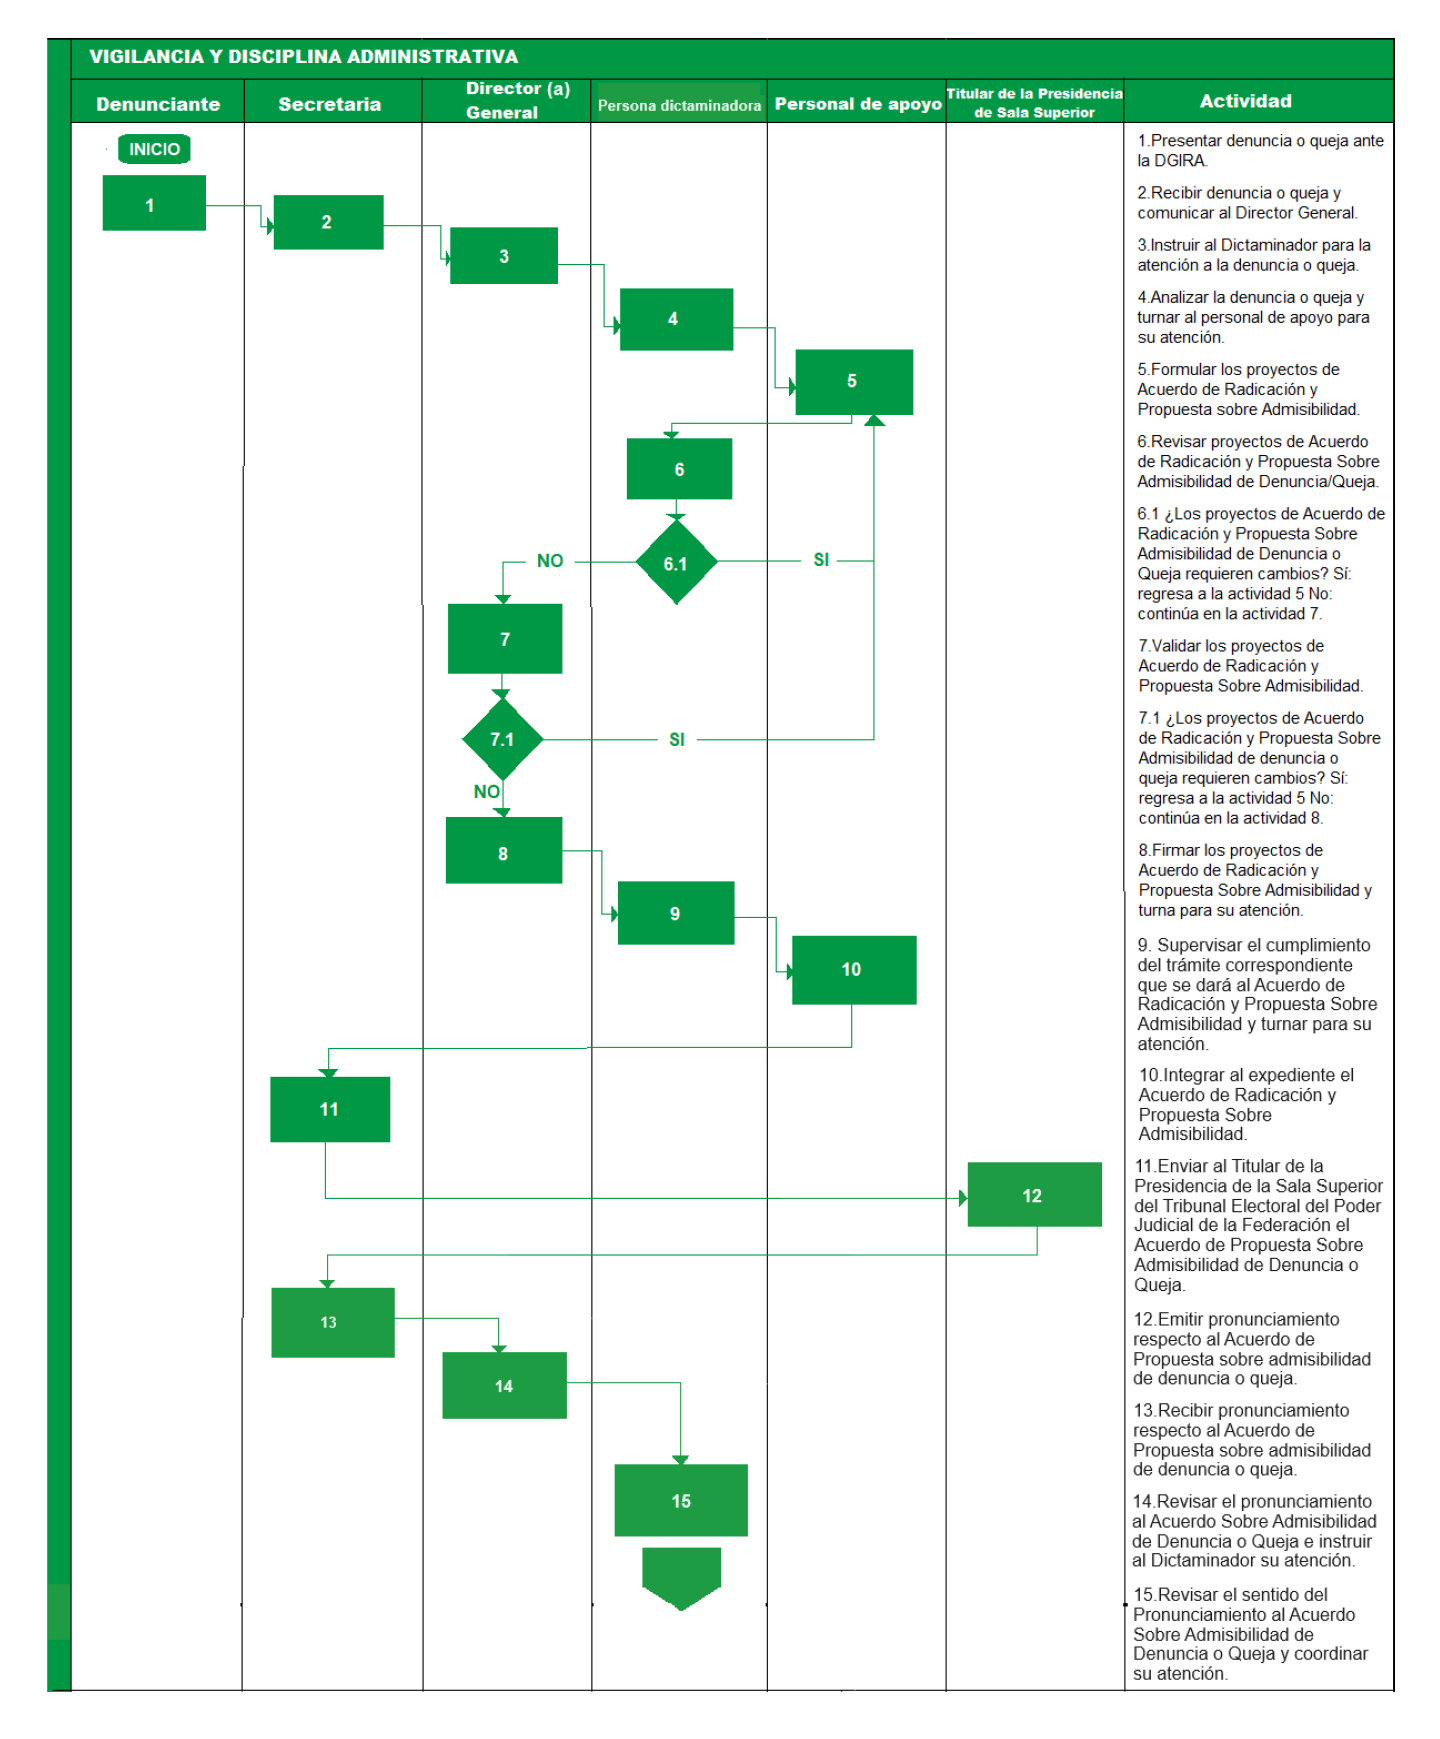 VIGILANCIA Y DISCIPLINA ADMINISTRATIVA
Denunciante
Secretaria
Director (a)
General
Persona dictaminadora
Personal de apoyo
Titular de la Presidencia
de Sala Superior
Actividad
INICIO
1
2
3
4
5
6
6.1
NO
SI
7
7.1
SI
NO
8
9
10
11
12
13
14
15
1.Presentar denuncia o queja ante
la DGIRA.
2.Recibir denuncia o queja y
comunicar al Director General.
3.Instruir al Dictaminador para la
atención a la denuncia o queja.
4.Analizar la denuncia o queja y
turnar al personal de apoyo para
su atención.
5.Formular los proyectos de
Acuerdo de Radicación y
Propuesta sobre Admisibilidad.
6.Revisar proyectos de Acuerdo
de Radicación y Propuesta Sobre
Admisibilidad de Denuncia/Queja.
6.1 ¿Los proyectos de Acuerdo de
Radicación y Propuesta Sobre
Admisibilidad de Denuncia o
Queja requieren cambios? Sí:
regresa a la actividad 5 No:
continúa en la actividad 7.
7.Validar los proyectos de
Acuerdo de Radicación y
Propuesta Sobre Admisibilidad.
7.1 ¿Los proyectos de Acuerdo
de Radicación y Propuesta Sobre
Admisibilidad de denuncia o
queja requieren cambios? Sí:
regresa a la actividad 5 No:
continúa en la actividad 8.
8.Firmar los proyectos de
Acuerdo de Radicación y
Propuesta Sobre Admisibilidad y
turna para su atención.
9. Supervisar el cumplimiento
del trámite correspondiente
que se dará al Acuerdo de
Radicación y Propuesta Sobre
Admisibilidad y turnar para su
atención.
10.Integrar al expediente el
Acuerdo de Radicación y
Propuesta Sobre
Admisibilidad.
11.Enviar al Titular de la
Presidencia de la Sala Superior
del Tribunal Electoral del Poder
Judicial de la Federación el
Acuerdo de Propuesta Sobre
Admisibilidad de Denuncia o
Queja.
12.Emitir pronunciamiento
respecto al Acuerdo de
Propuesta sobre admisibilidad
de denuncia o queja.
13.Recibir pronunciamiento
respecto al Acuerdo de
Propuesta sobre admisibilidad
de denuncia o queja.
14.Revisar el pronunciamiento
al Acuerdo Sobre Admisibilidad
de Denuncia o Queja e instruir
al Dictaminador su atención.
15.Revisar el sentido del
Pronunciamiento al Acuerdo
Sobre Admisibilidad de
Denuncia o Queja y coordinar
su atención.